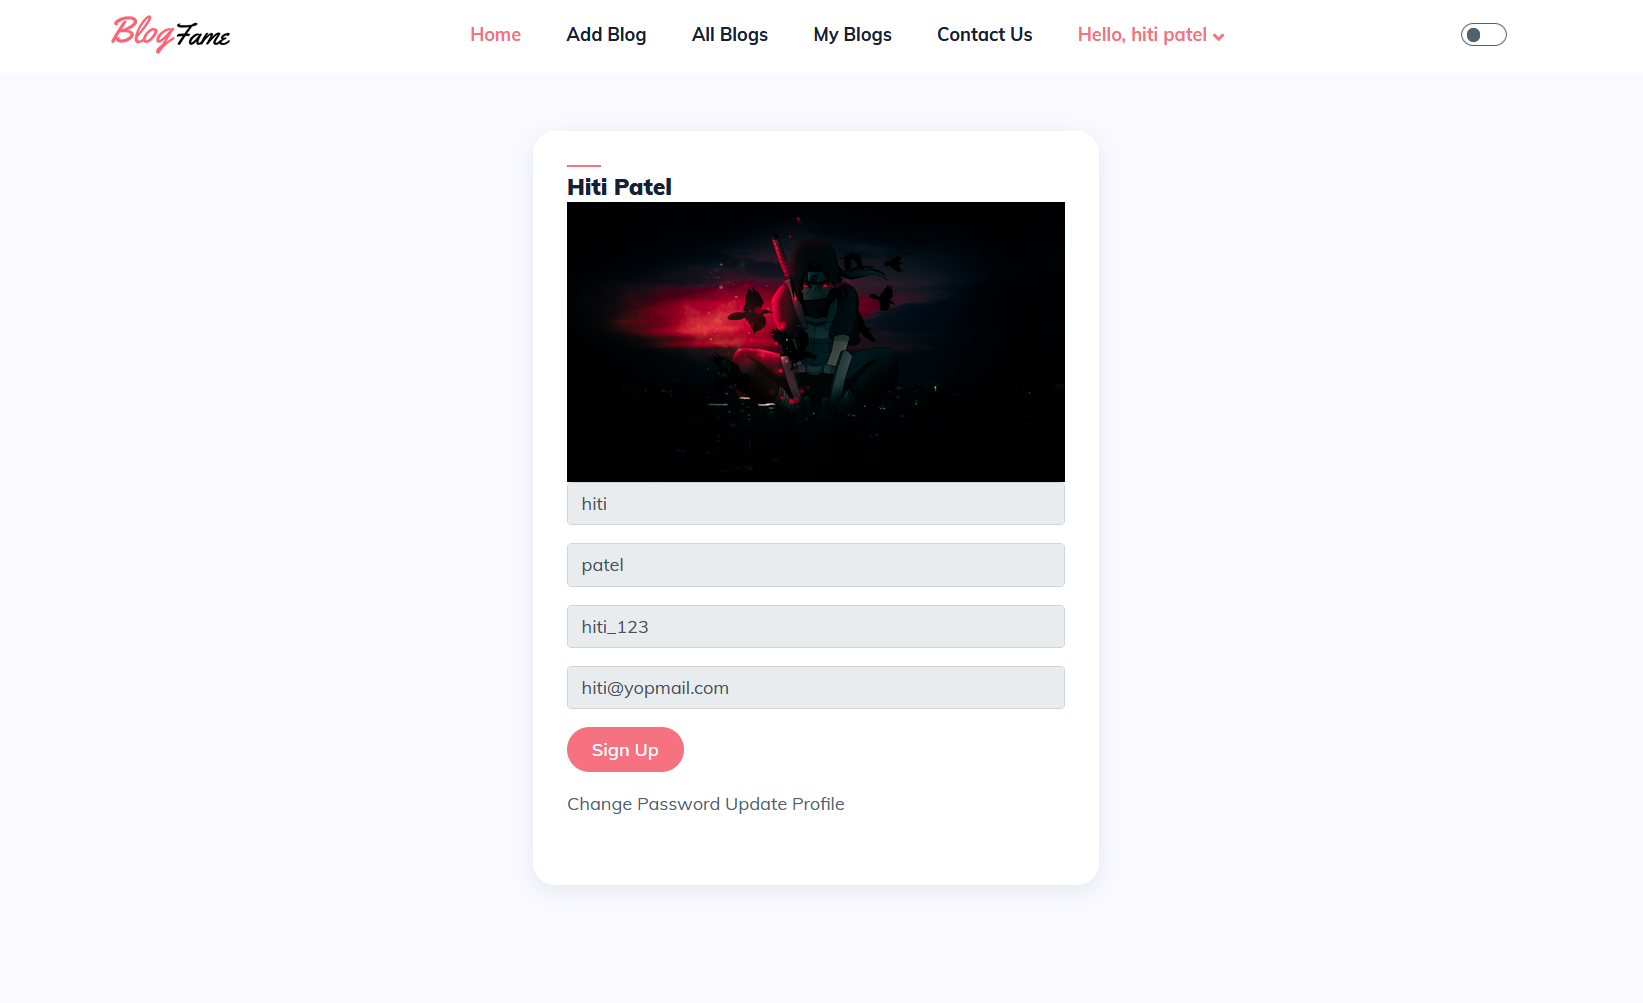 BlogFame Home Add Blog All Blogs My Blogs Contact Us Hello, hiti patel
Hiti Patel
hiti
patel
hiti_123
hiti@yopmail.com
Sign Up
Change Password Update Profile